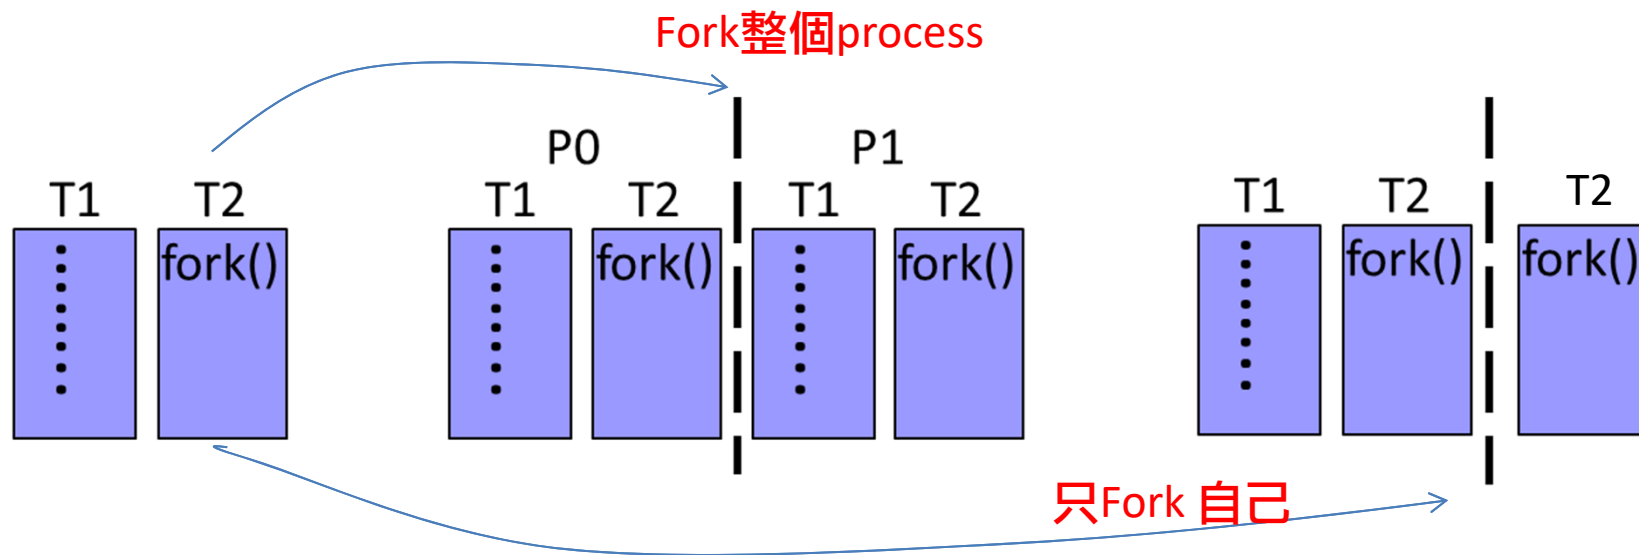 Fork整個process
P0 P1
T1 T2 T1 T2 T1 T2 T1 T2 T2
fork() fork() fork() fork() fork()
只Fork 自己